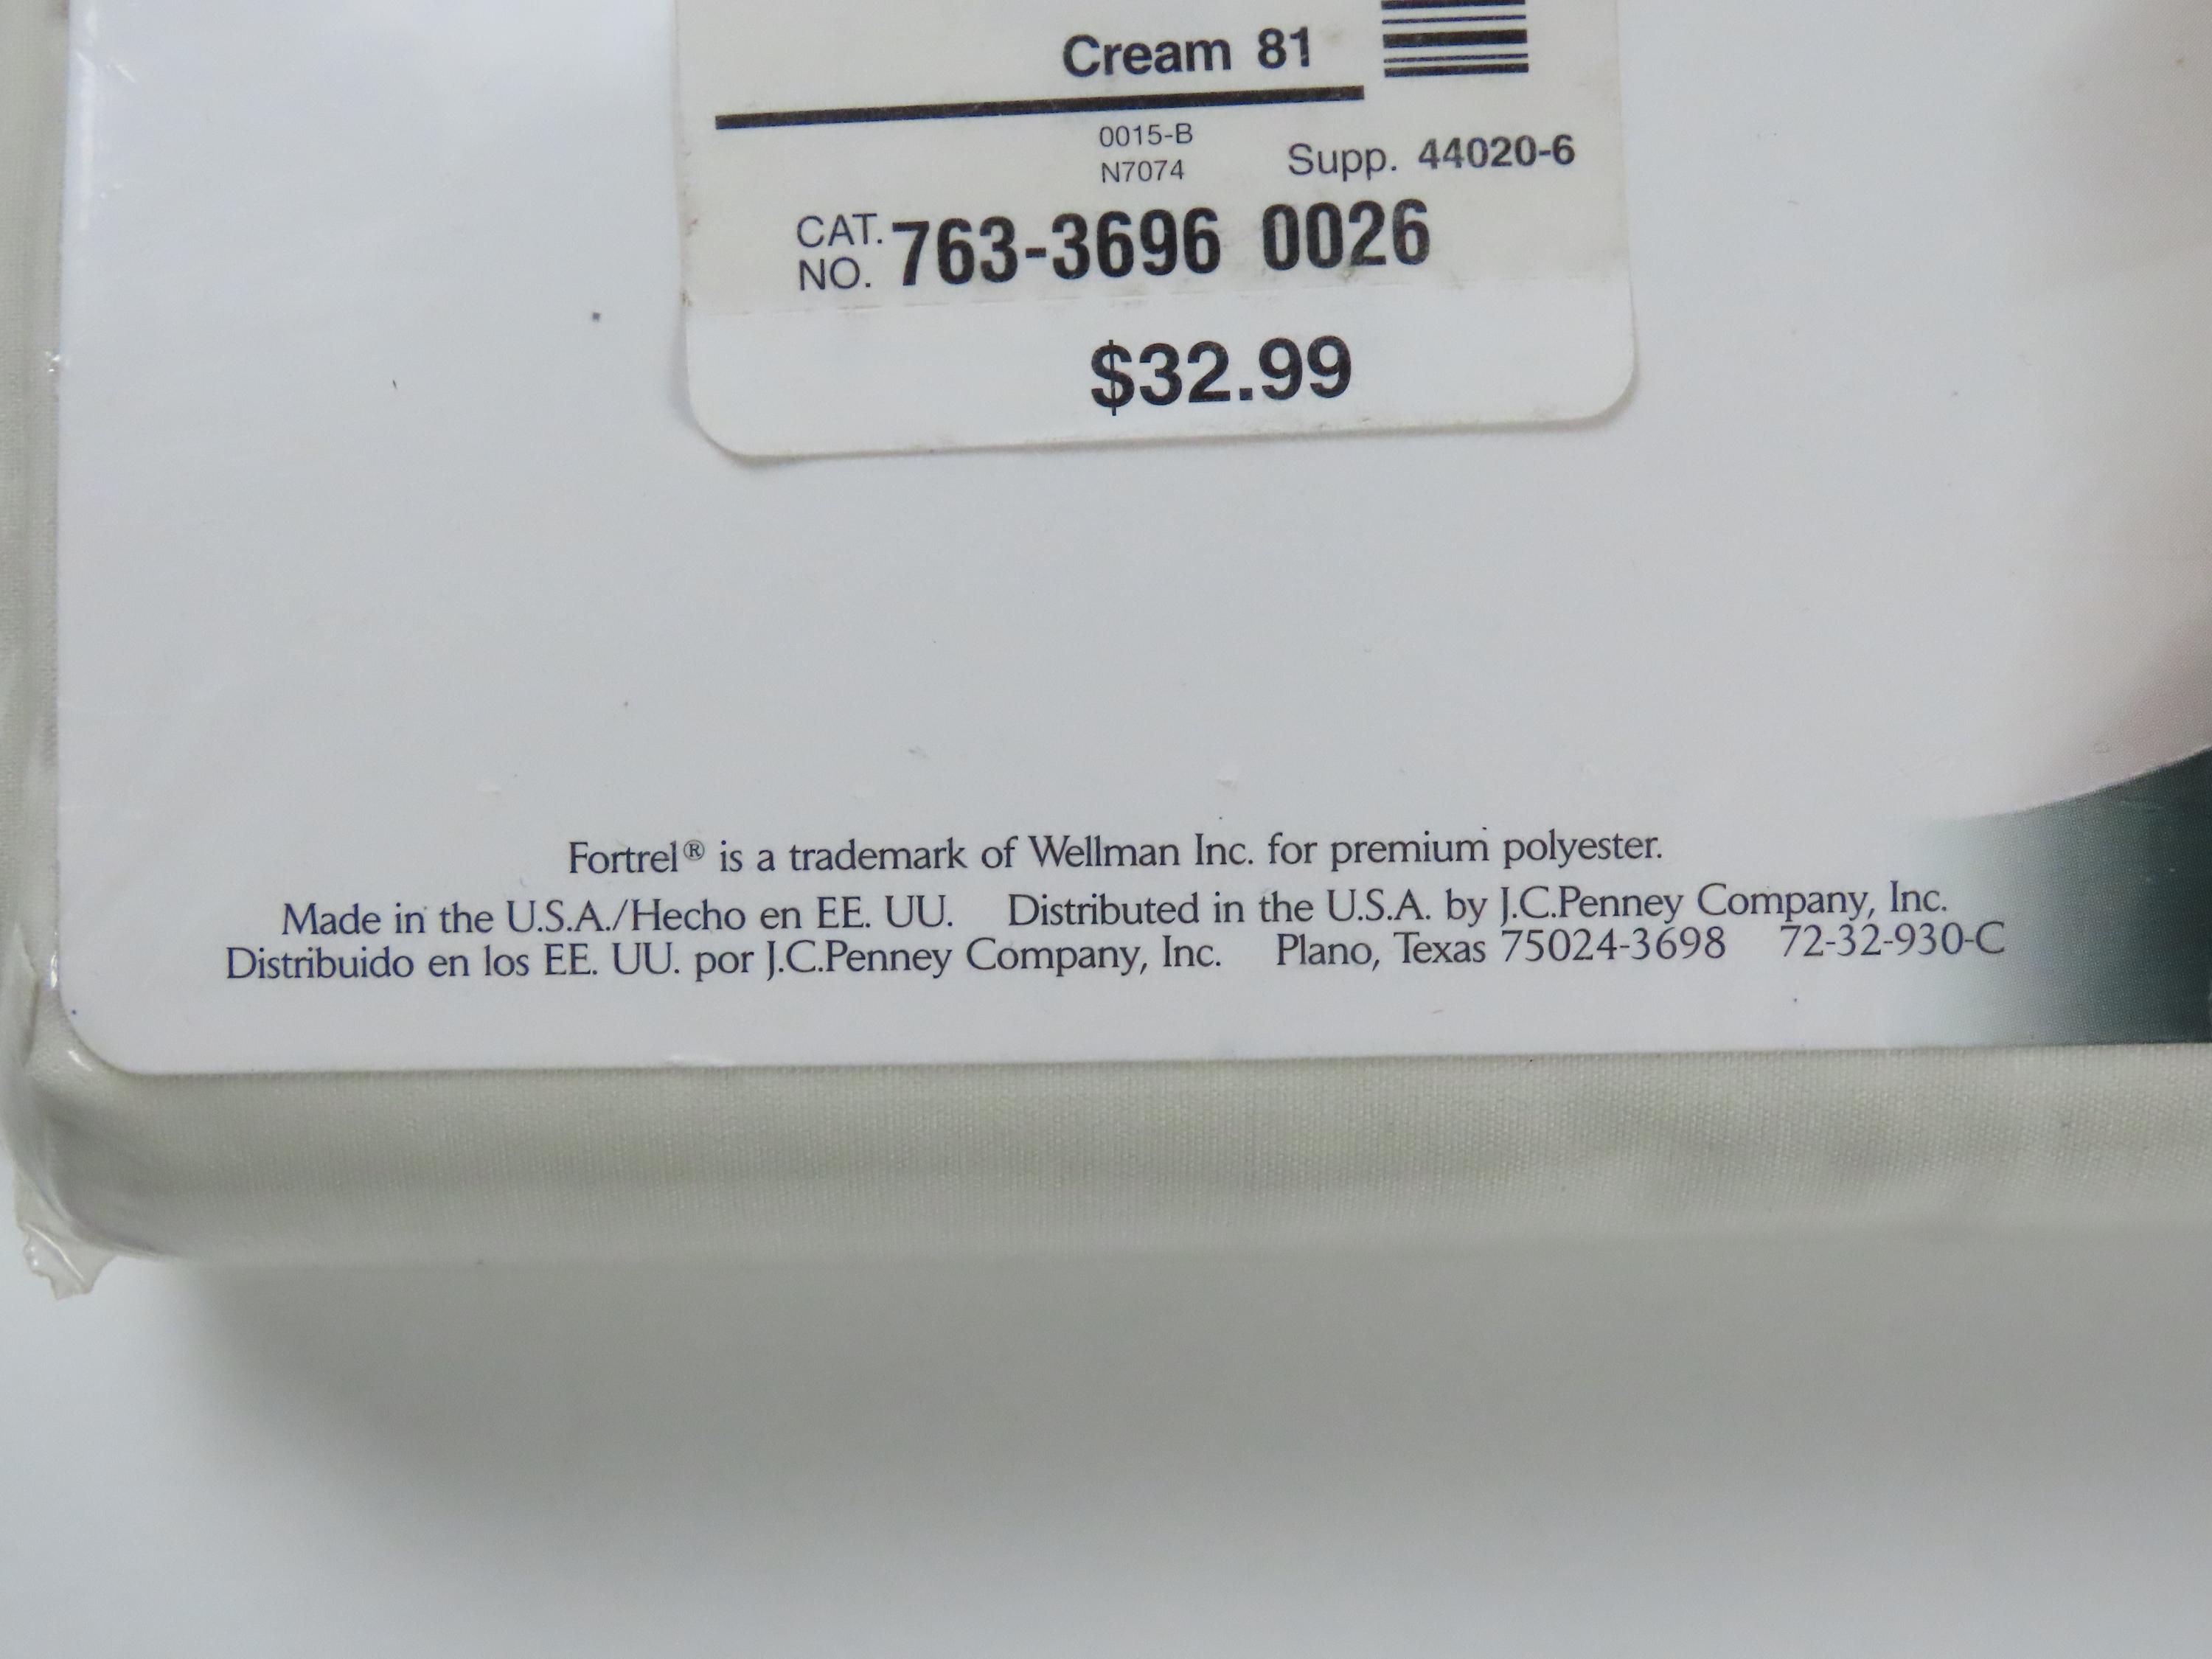 Cream 81
0015-B
N7074
Supp. 44020-6
CAT.
NO. 763-3696 0026
$32.99
Fortrel® is a trademark of Wellman Inc. for premium polyester.
Made in the U.S.A./Hecho en EE. UU. Distributed in the U.S.A. by J.C.Penney Company, Inc.
Distribuido en los EE. UU. por J.C.Penney Company, Inc. Plano, Texas 75024-3698 72-32-930-C